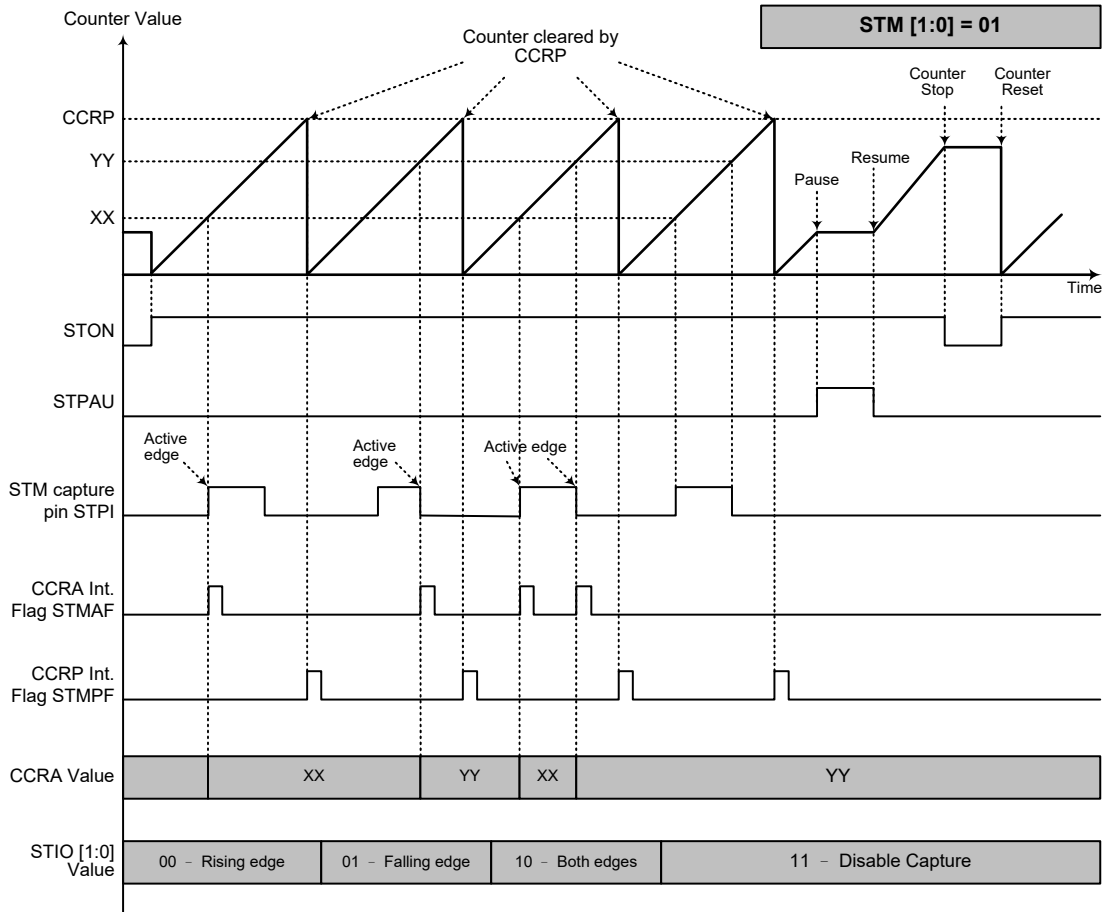 Counter Value
STM [1:0] = 01
Counter cleared by
CCRP
Counter
Stop
Counter
Reset
CCRP
YY
Resume
Pause
XX
Time
STON
STPAU
Active
edge
Active
edge
Active edge
STM capture
pin STPI
CCRA Int.
Flag STMAF
CCRP Int.
Flag STMPF
CCRA Value
XX
YY
XX
YY
STIO [1:0]
Value
00 – Rising edge
01 – Falling edge
10 – Both edges
11 – Disable Capture